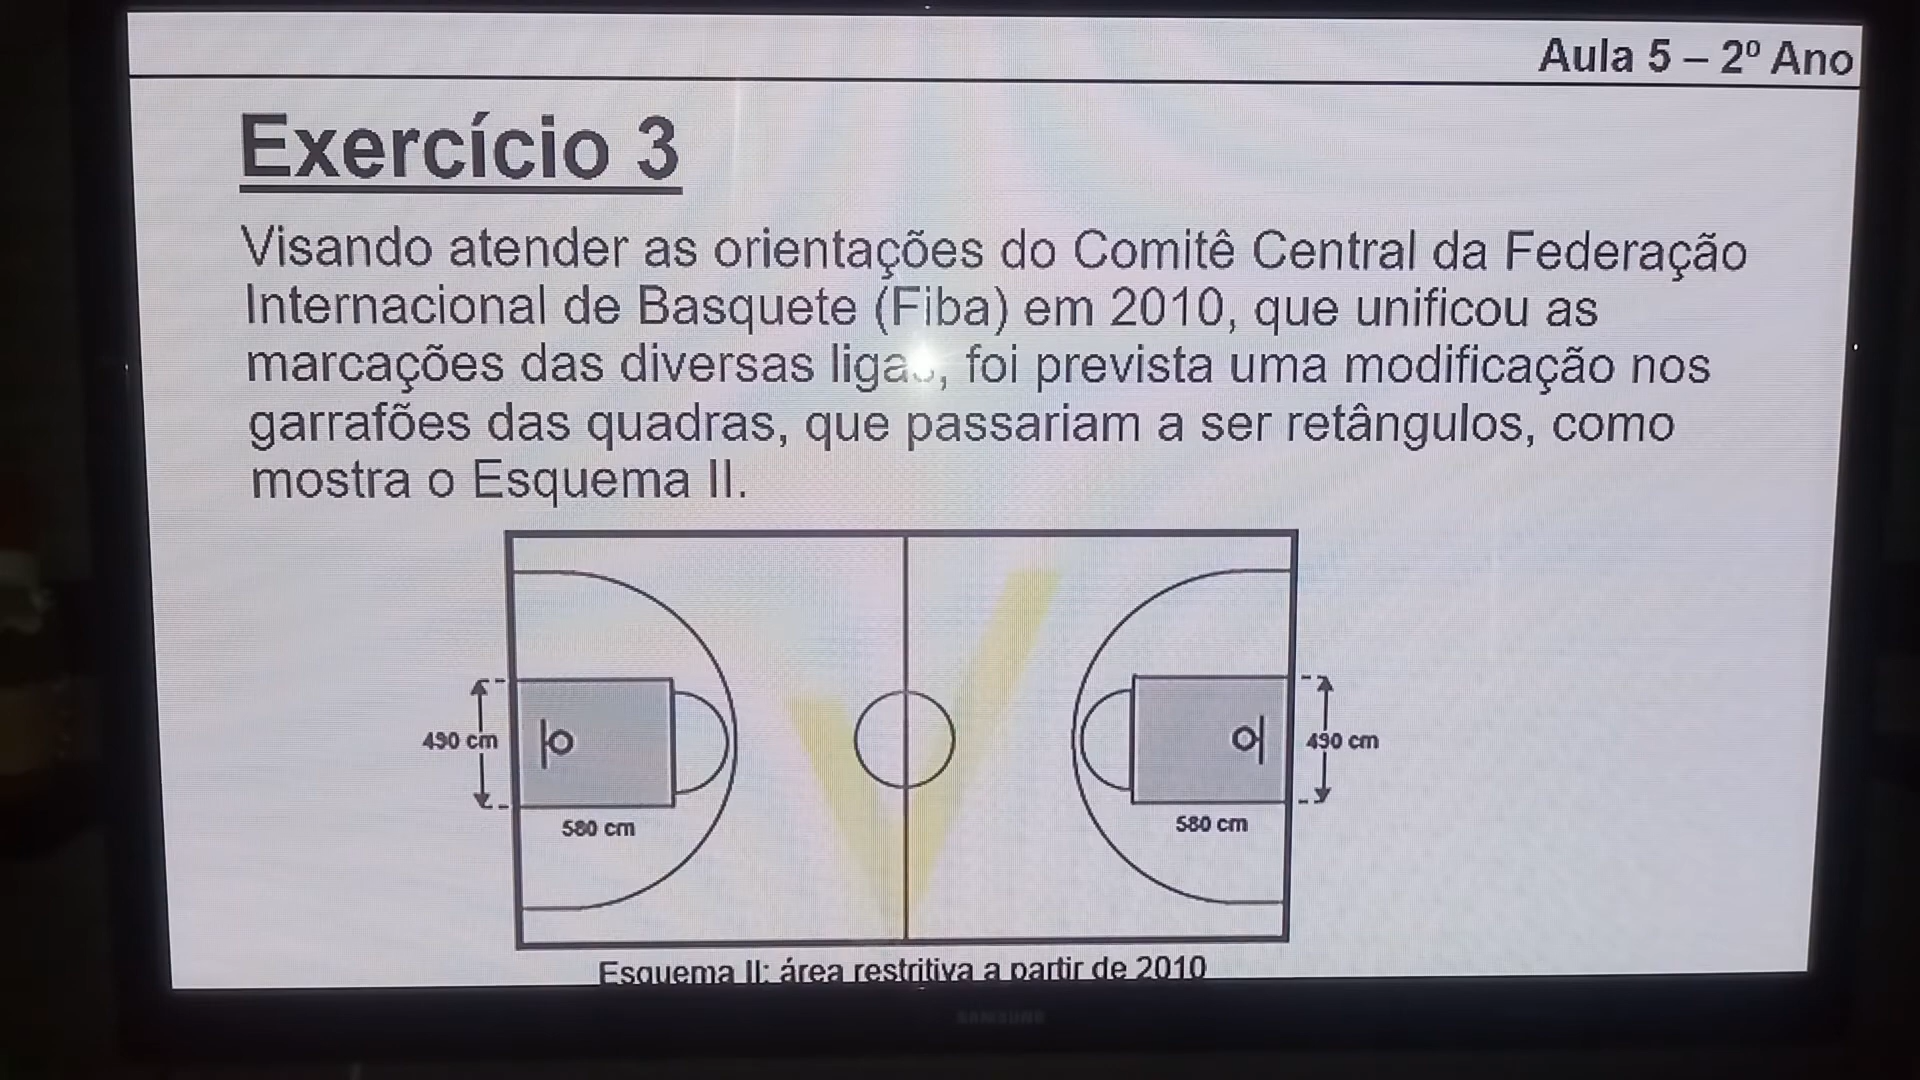 Aula 5 – 2º Ano
Exercício 3
Visando atender as orientações do Comitê Central da Federação
Internacional de Basquete (Fiba) em 2010, que unificou as
marcações das diversas ligas, foi prevista uma modificação nos
garrafões das quadras, que passariam a ser retângulos, como
mostra o Esquema II.
490 cm
490 cm
580 cm
580 cm
Esquema II: área restritiva a partir de 2010
SAMSUNG